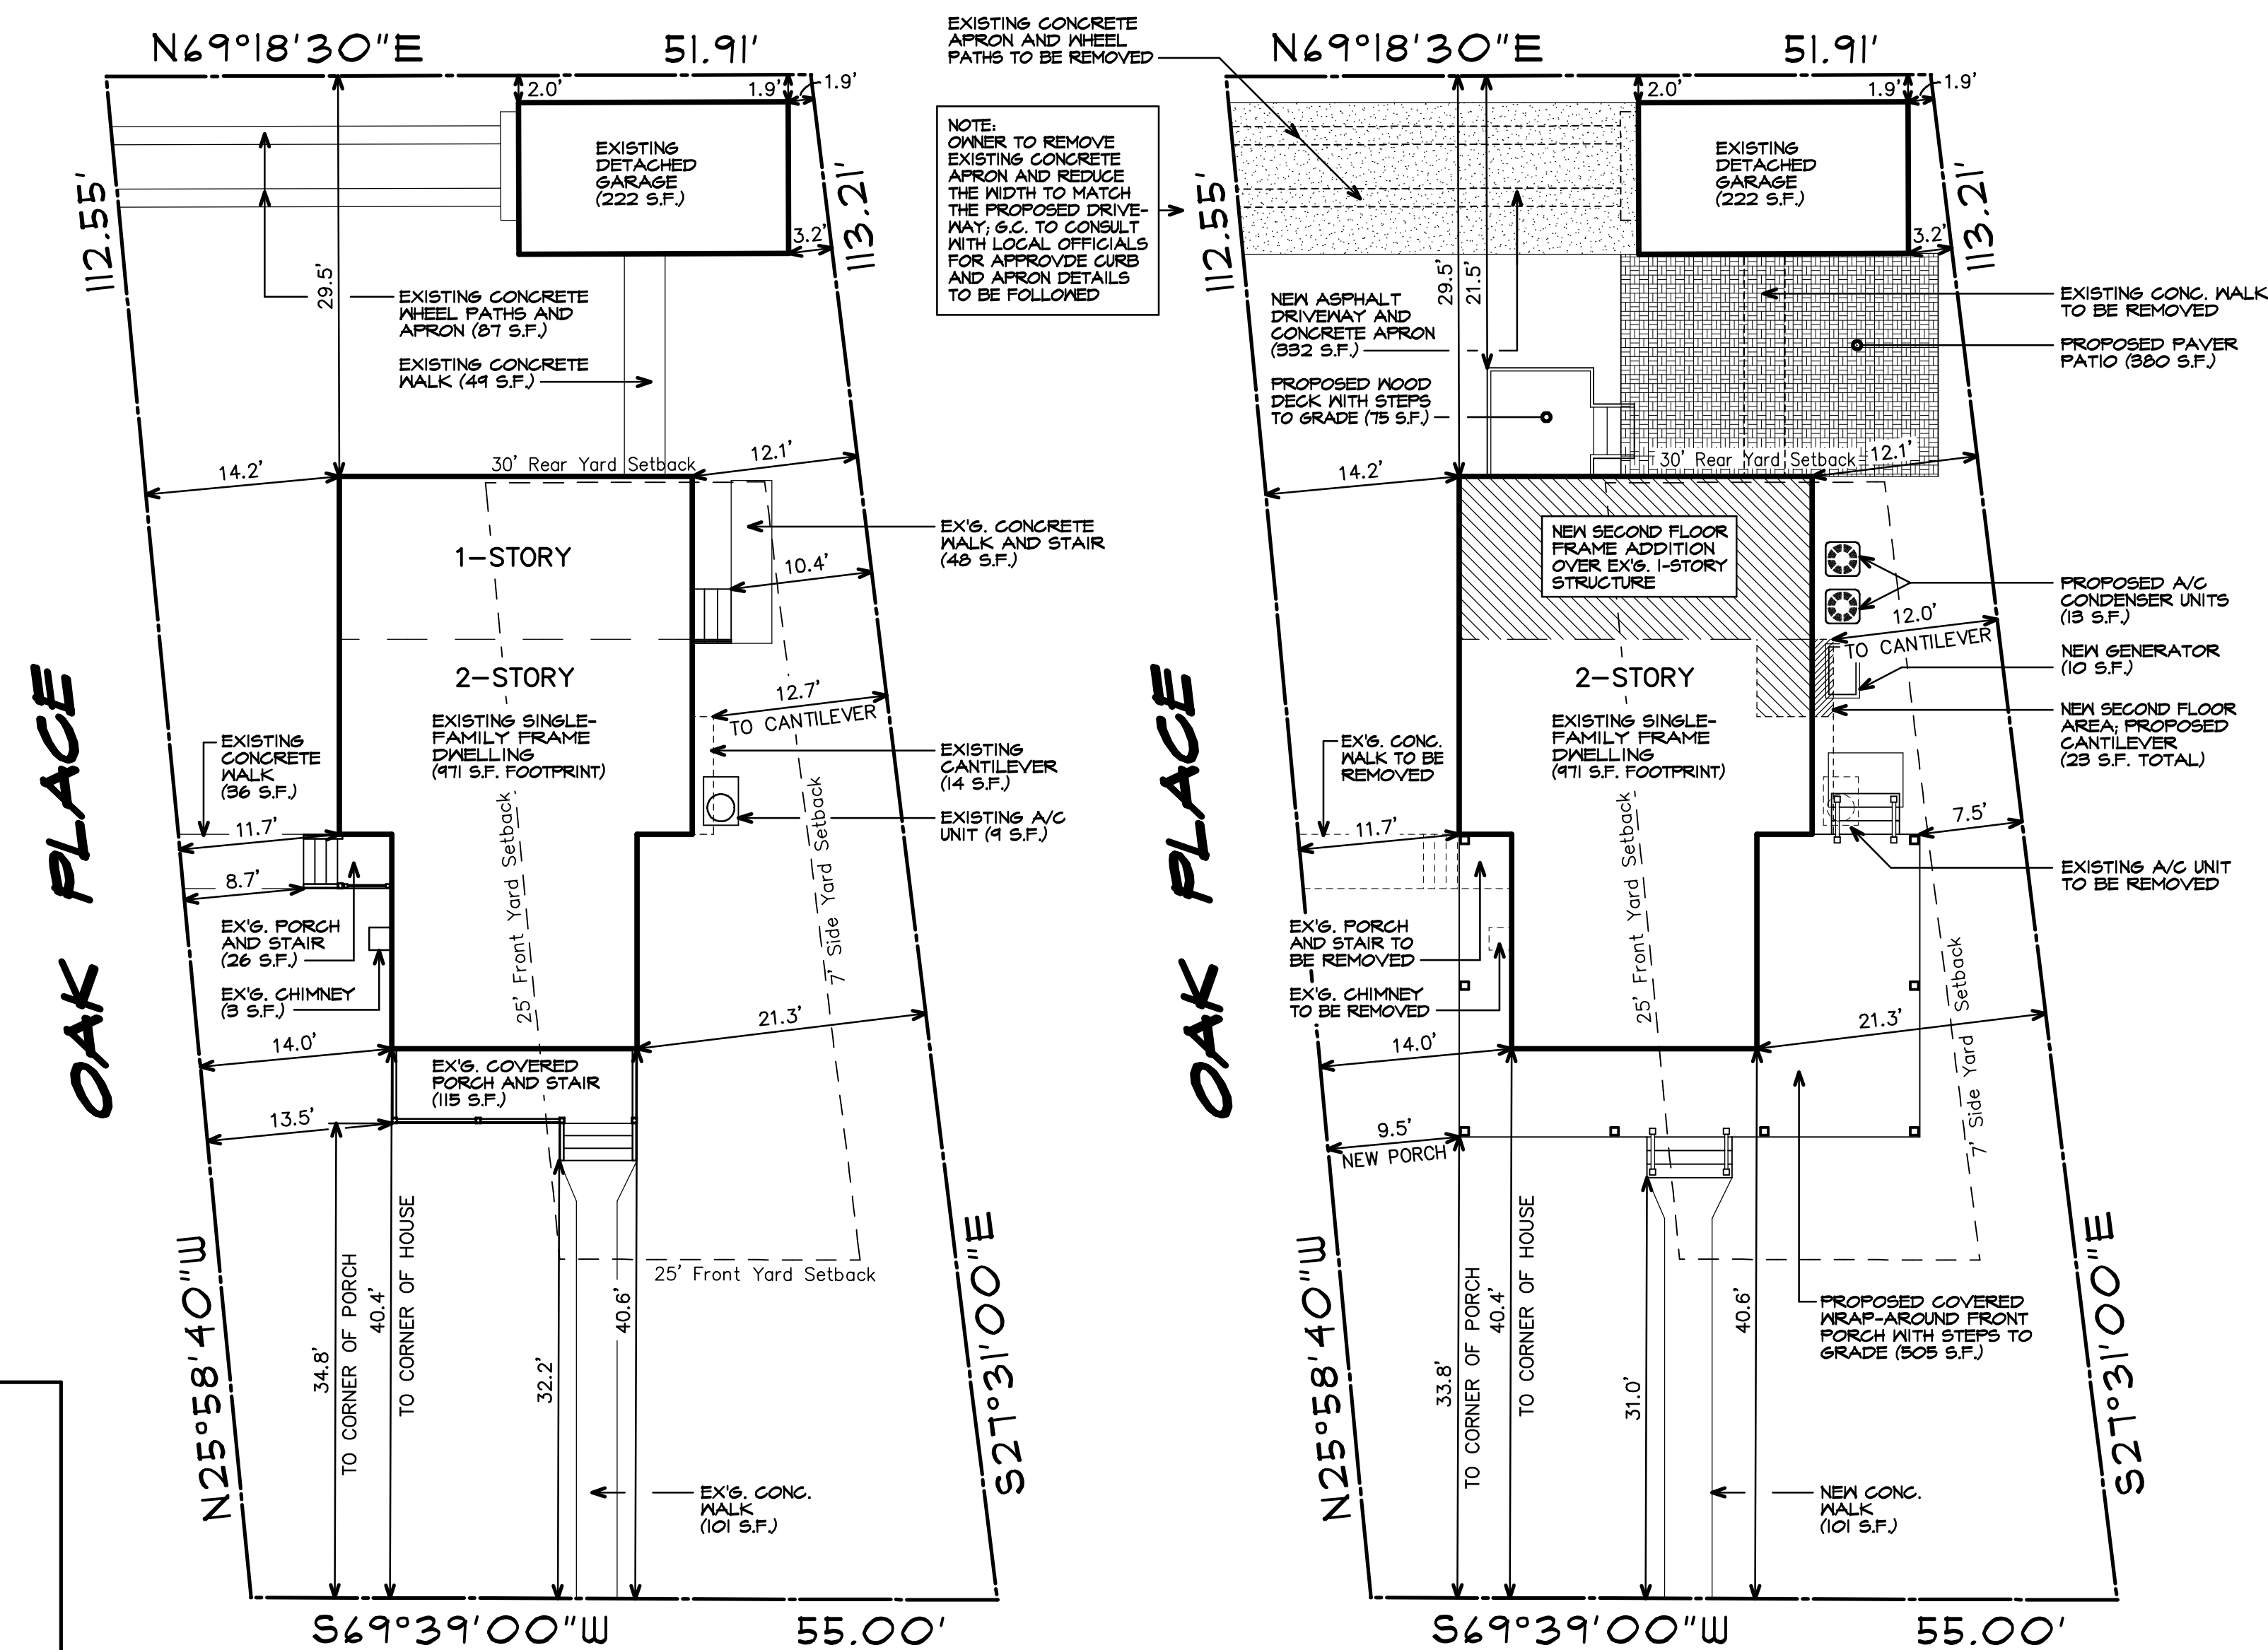 N69°18'30"E
51.91'
2.0'
1.9'
1.9'
EXISTING
DETACHED
GARAGE
(222 S.F.)
112.55'
113.21'
3.2'
29.5'
EXISTING CONCRETE
WHEEL PATHS AND
APRON (87 S.F.)
EXISTING CONCRETE
WALK (49 S.F.)
30' Rear Yard Setback
14.2'
12.1'
1-STORY
EX'G. CONCRETE
WALK AND STAIR
(48 S.F.)
10.4'
2-STORY
12.7'
TO CANTILEVER
EXISTING SINGLE-
FAMILY FRAME
DWELLING
(971 S.F. FOOTPRINT)
EXISTING
CANTILEVER
(14 S.F.)
EXISTING A/C
UNIT (9 S.F.)
EXISTING
CONCRETE
WALK
(36 S.F.)
OAK PLACE
11.7'
8.7'
25' Front Yard Setback
7' Side Yard Setback
EX'G. PORCH
AND STAIR
(26 S.F.)
EX'G. CHIMNEY
(3 S.F.)
14.0'
21.3'
EX'G. COVERED
PORCH AND STAIR
(115 S.F.)
13.5'
25' Front Yard Setback
34.8'
TO CORNER OF PORCH
40.4'
TO CORNER OF HOUSE
32.2'
40.6'
EX'G. CONC.
WALK
(101 S.F.)
N25°58'40"W
S27°31'00"E
S69°39'00"W
55.00'
EXISTING CONCRETE
APRON AND WHEEL
PATHS TO BE REMOVED
NOTE:
OWNER TO REMOVE
EXISTING CONCRETE
APRON AND REDUCE
THE WIDTH TO MATCH
THE PROPOSED DRIVE-
WAY; G.C. TO CONSULT
WITH LOCAL OFFICIALS
FOR APPROVDE CURB
AND APRON DETAILS
TO BE FOLLOWED
N69°18'30"E
51.91'
2.0'
1.9'
1.9'
EXISTING
DETACHED
GARAGE
(222 S.F.)
112.55'
113.21'
3.2'
29.5'
21.5'
NEW ASPHALT
DRIVEWAY AND
CONCRETE APRON
(332 S.F.)
PROPOSED WOOD
DECK WITH STEPS
TO GRADE (75 S.F.)
EXISTING CONC. WALK
TO BE REMOVED
PROPOSED PAVER
PATIO (380 S.F.)
30' Rear Yard Setback
14.2'
12.1'
NEW SECOND FLOOR
FRAME ADDITION
OVER EX'G. 1-STORY
STRUCTURE
PROPOSED A/C
CONDENSER UNITS
(13 S.F.)
12.0'
TO CANTILEVER
NEW GENERATOR
(10 S.F.)
2-STORY
EXISTING SINGLE-
FAMILY FRAME
DWELLING
(971 S.F. FOOTPRINT)
NEW SECOND FLOOR
AREA; PROPOSED
CANTILEVER
(23 S.F. TOTAL)
EX'G. CONC.
WALK TO BE
REMOVED
OAK PLACE
11.7'
7.5'
25' Front Yard Setback
EXISTING A/C UNIT
TO BE REMOVED
EX'G. PORCH
AND STAIR TO
BE REMOVED
EX'G. CHIMNEY
TO BE REMOVED
7' Side Yard Setback
14.0'
21.3'
9.5'
NEW PORCH
33.8'
TO CORNER OF PORCH
40.4'
TO CORNER OF HOUSE
31.0'
40.6'
PROPOSED COVERED
WRAP-AROUND FRONT
PORCH WITH STEPS TO
GRADE (505 S.F.)
NEW CONC.
WALK
(101 S.F.)
N25°58'40"W
S27°31'00"E
S69°39'00"W
55.00'